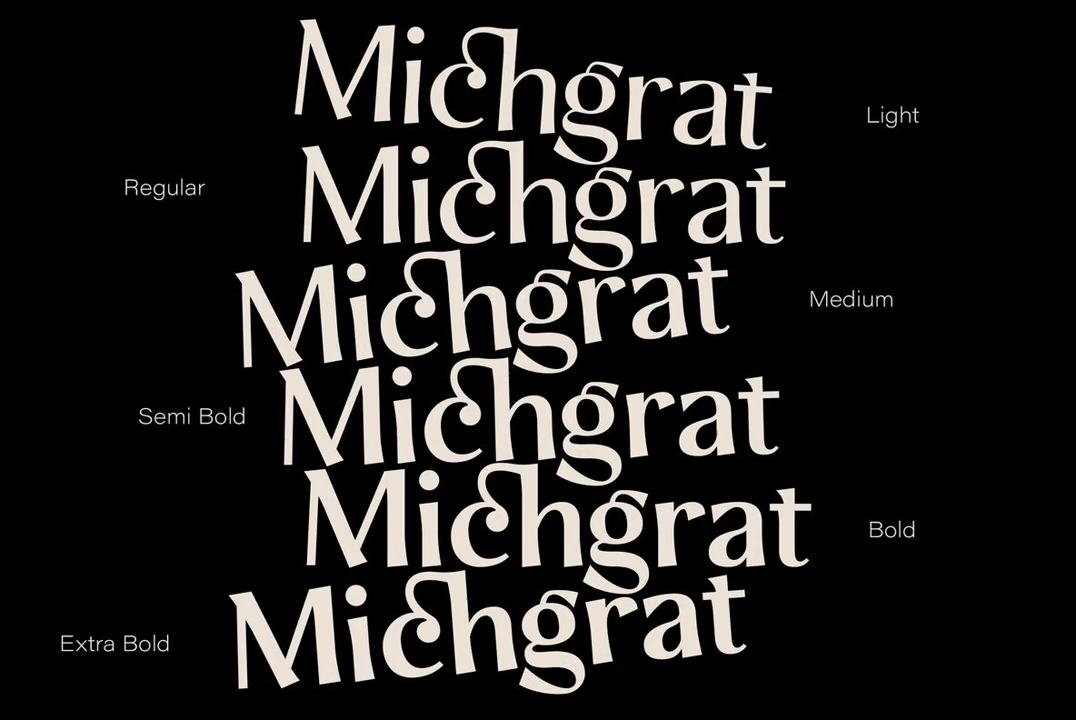 Michgrat
Light
Michgrat
Regular
Michgrat
Medium
Michgrat
Semi Bold
Michgrat
Bold
Michgrat
Extra Bold